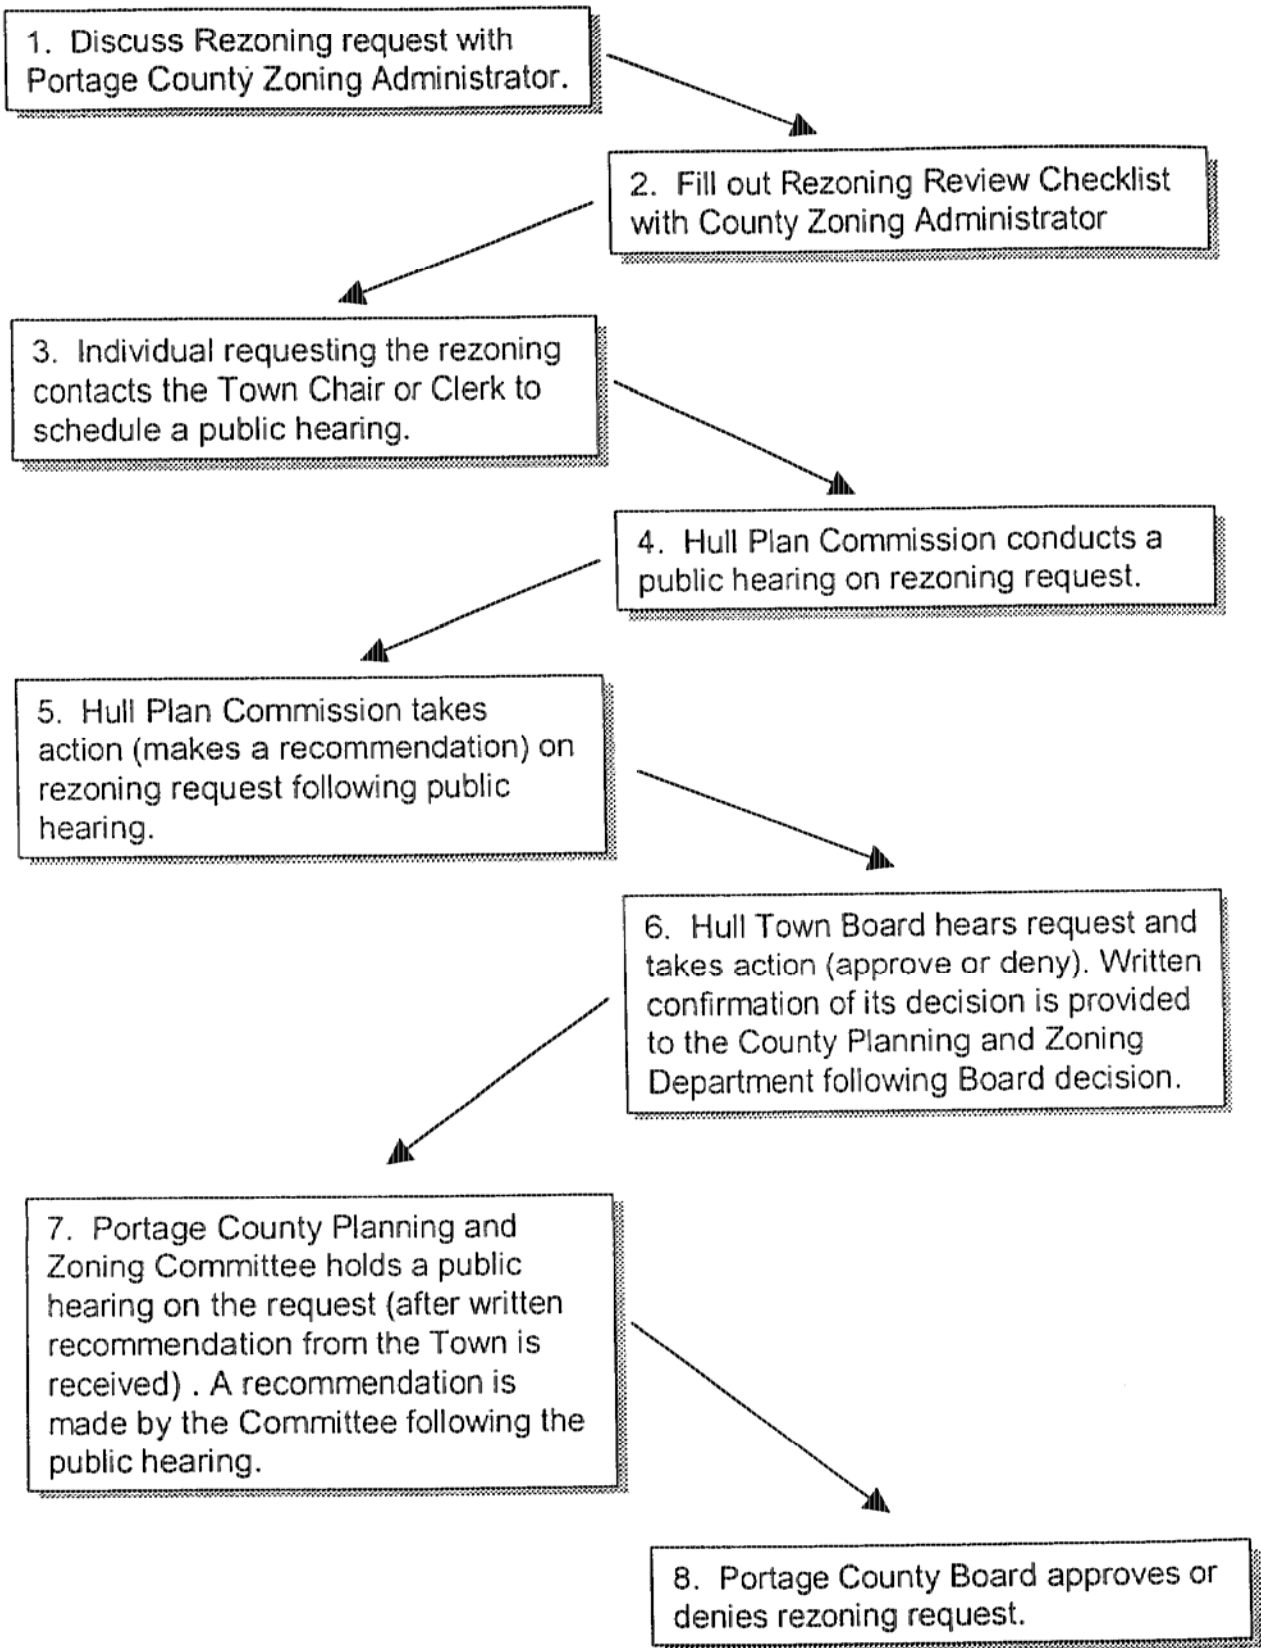 1. Discuss Rezoning request with
Portage County Zoning Administrator.
2. Fill out Rezoning Review Checklist
with County Zoning Administrator
3. Individual requesting the rezoning
contacts the Town Chair or Clerk to
schedule a public hearing.
4. Hull Plan Commission conducts a
public hearing on rezoning request.
5. Hull Plan Commission takes
action (makes a recommendation) on
rezoning request following public
hearing.
6. Hull Town Board hears request and
takes action (approve or deny). Written
confirmation of its decision is provided
to the County Planning and Zoning
Department following Board decision.
7. Portage County Planning and
Zoning Committee holds a public
hearing on the request (after written
recommendation from the Town is
received) . A recommendation is
made by the Committee following the
public hearing.
8. Portage County Board approves or
denies rezoning request.